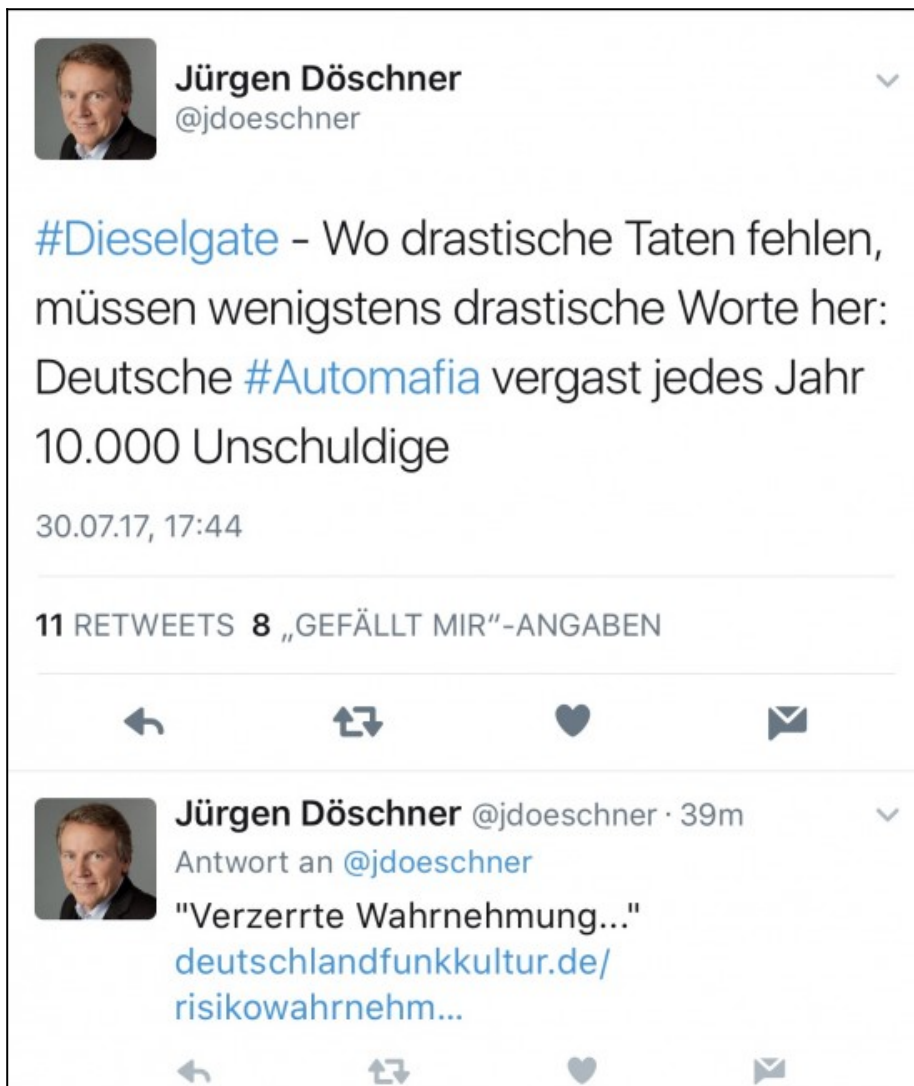 Jürgen Döschner
@jdoeschner
#Dieselgate - Wo drastische Taten fehlen,
müssen wenigstens drastische Worte her:
Deutsche #Automafia vergast jedes Jahr
10.000 Unschuldige
30.07.17, 17:44
11 RETWEETS 8 „GEFÄLLT MIR“-ANGABEN
Jürgen Döschner @jdoeschner · 39m
Antwort an @jdoeschner
"Verzerrte Wahrnehmung..."
deutschlandfunkkultur.de/
risikowahrnehm...